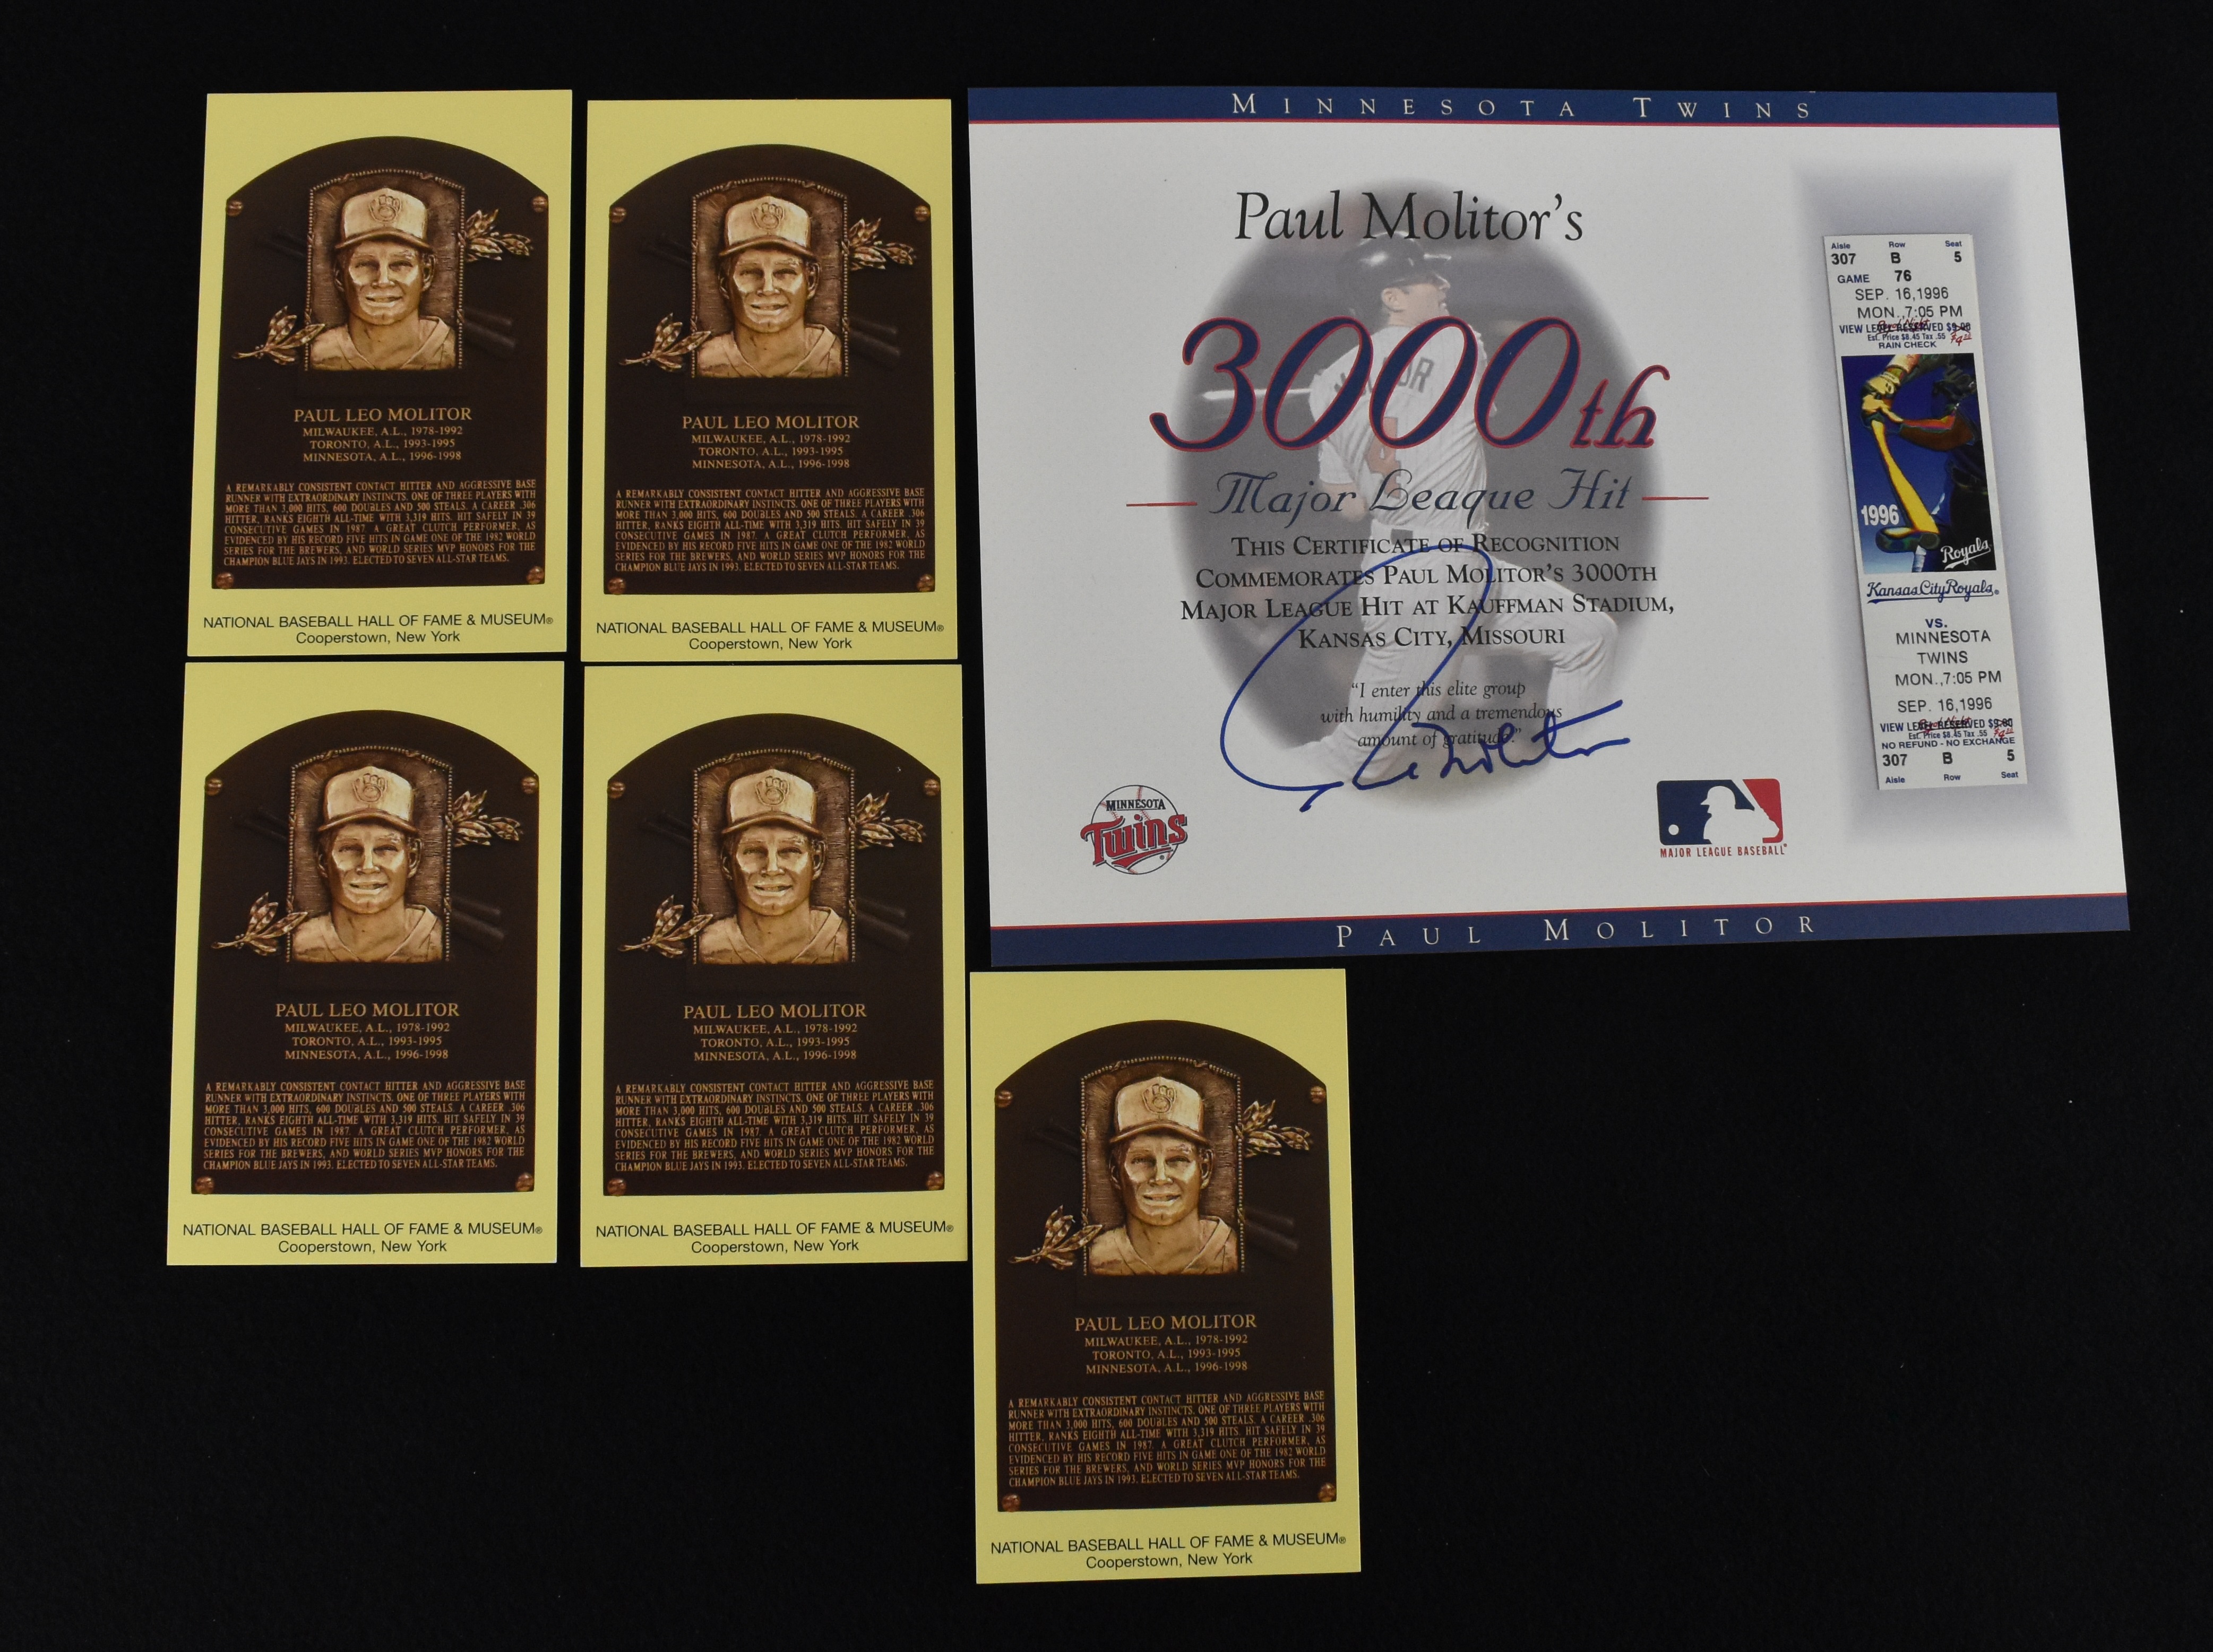 PAUL LEO MOLITOR
MILWAUKEE, A.L., 1978-1992
TORONTO, A.L., 1993-1995
MINNESOTA, A.L., 1996-1998
A REMARKABLY CONSISTENT CONTACT HITTER AND AGGRESSIVE BASE
RUNNER WITH EXTRAORDINARY INSTINCTS. ONE OF THREE PLAYERS WITH
MORE THAN 3,000 HITS, 600 DOUBLES AND 500 STEALS. A CAREER .306
HITTER, RANKS EIGHTH ALL-TIME WITH 3,319 HITS. HIT SAFELY IN 39
CONSECUTIVE GAMES IN 1987. A GREAT CLUTCH PERFORMER, AS
EVIDENCED BY HIS RECORD FIVE HITS IN GAME ONE OF THE 1982 WORLD
SERIES FOR THE BREWERS, AND WORLD SERIES MVP HONORS FOR THE
CHAMPION BLUE JAYS IN 1993. ELECTED TO SEVEN ALL-STAR TEAMS.
NATIONAL BASEBALL HALL OF FAME & MUSEUM®
Cooperstown, New York
PAUL LEO MOLITOR
MILWAUKEE, A.L., 1978-1992
TORONTO, A.L., 1993-1995
MINNESOTA, A.L., 1996-1998
A REMARKABLY CONSISTENT CONTACT HITTER AND AGGRESSIVE BASE
RUNNER WITH EXTRAORDINARY INSTINCTS. ONE OF THREE PLAYERS WITH
MORE THAN 3,000 HITS, 600 DOUBLES AND 500 STEALS. A CAREER .306
HITTER, RANKS EIGHTH ALL-TIME WITH 3,319 HITS. HIT SAFELY IN 39
CONSECUTIVE GAMES IN 1987. A GREAT CLUTCH PERFORMER, AS
EVIDENCED BY HIS RECORD FIVE HITS IN GAME ONE OF THE 1982 WORLD
SERIES FOR THE BREWERS, AND WORLD SERIES MVP HONORS FOR THE
CHAMPION BLUE JAYS IN 1993. ELECTED TO SEVEN ALL-STAR TEAMS.
NATIONAL BASEBALL HALL OF FAME & MUSEUM®
Cooperstown, New York
MINNESOTA TWINS
Paul Molitor's
3000th
Major League Hit
THIS CERTIFICATE OF RECOGNITION
COMMEMORATES PAUL MOLITOR'S 3000TH
MAJOR LEAGUE HIT AT KAUFFMAN STADIUM,
KANSAS CITY, MISSOURI
"I enter this elite group
with humility and a tremendous
amount of gratitude."
P Molitor
MINNESOTA
Twins
MAJOR LEAGUE BASEBALL
PAUL MOLITOR
Aisle Row Seat
307 B 5
GAME 76
SEP. 16,1996
MON.,7:05 PM
VIEW LEVEL RESERVED $9.00
Est. Price $8.45 Tax .55
RAIN CHECK
1996
Royals
Kansas City Royals®
VS.
MINNESOTA
TWINS
MON.,7:05 PM
SEP. 16,1996
VIEW LEVEL RESERVED $9.00
Est. Price $8.45 Tax .55
NO REFUND - NO EXCHANGE
307 B 5
Aisle Row Seat
PAUL LEO MOLITOR
MILWAUKEE, A.L., 1978-1992
TORONTO, A.L., 1993-1995
MINNESOTA, A.L., 1996-1998
A REMARKABLY CONSISTENT CONTACT HITTER AND AGGRESSIVE BASE
RUNNER WITH EXTRAORDINARY INSTINCTS. ONE OF THREE PLAYERS WITH
MORE THAN 3,000 HITS, 600 DOUBLES AND 500 STEALS. A CAREER .306
HITTER, RANKS EIGHTH ALL-TIME WITH 3,319 HITS. HIT SAFELY IN 39
CONSECUTIVE GAMES IN 1987. A GREAT CLUTCH PERFORMER, AS
EVIDENCED BY HIS RECORD FIVE HITS IN GAME ONE OF THE 1982 WORLD
SERIES FOR THE BREWERS, AND WORLD SERIES MVP HONORS FOR THE
CHAMPION BLUE JAYS IN 1993. ELECTED TO SEVEN ALL-STAR TEAMS.
NATIONAL BASEBALL HALL OF FAME & MUSEUM®
Cooperstown, New York
PAUL LEO MOLITOR
MILWAUKEE, A.L., 1978-1992
TORONTO, A.L., 1993-1995
MINNESOTA, A.L., 1996-1998
A REMARKABLY CONSISTENT CONTACT HITTER AND AGGRESSIVE BASE
RUNNER WITH EXTRAORDINARY INSTINCTS. ONE OF THREE PLAYERS WITH
MORE THAN 3,000 HITS, 600 DOUBLES AND 500 STEALS. A CAREER .306
HITTER, RANKS EIGHTH ALL-TIME WITH 3,319 HITS. HIT SAFELY IN 39
CONSECUTIVE GAMES IN 1987. A GREAT CLUTCH PERFORMER, AS
EVIDENCED BY HIS RECORD FIVE HITS IN GAME ONE OF THE 1982 WORLD
SERIES FOR THE BREWERS, AND WORLD SERIES MVP HONORS FOR THE
CHAMPION BLUE JAYS IN 1993. ELECTED TO SEVEN ALL-STAR TEAMS.
NATIONAL BASEBALL HALL OF FAME & MUSEUM®
Cooperstown, New York
PAUL LEO MOLITOR
MILWAUKEE, A.L., 1978-1992
TORONTO, A.L., 1993-1995
MINNESOTA, A.L., 1996-1998
A REMARKABLY CONSISTENT CONTACT HITTER AND AGGRESSIVE BASE
RUNNER WITH EXTRAORDINARY INSTINCTS. ONE OF THREE PLAYERS WITH
MORE THAN 3,000 HITS, 600 DOUBLES AND 500 STEALS. A CAREER .306
HITTER, RANKS EIGHTH ALL-TIME WITH 3,319 HITS. HIT SAFELY IN 39
CONSECUTIVE GAMES IN 1987. A GREAT CLUTCH PERFORMER, AS
EVIDENCED BY HIS RECORD FIVE HITS IN GAME ONE OF THE 1982 WORLD
SERIES FOR THE BREWERS, AND WORLD SERIES MVP HONORS FOR THE
CHAMPION BLUE JAYS IN 1993. ELECTED TO SEVEN ALL-STAR TEAMS.
NATIONAL BASEBALL HALL OF FAME & MUSEUM®
Cooperstown, New York